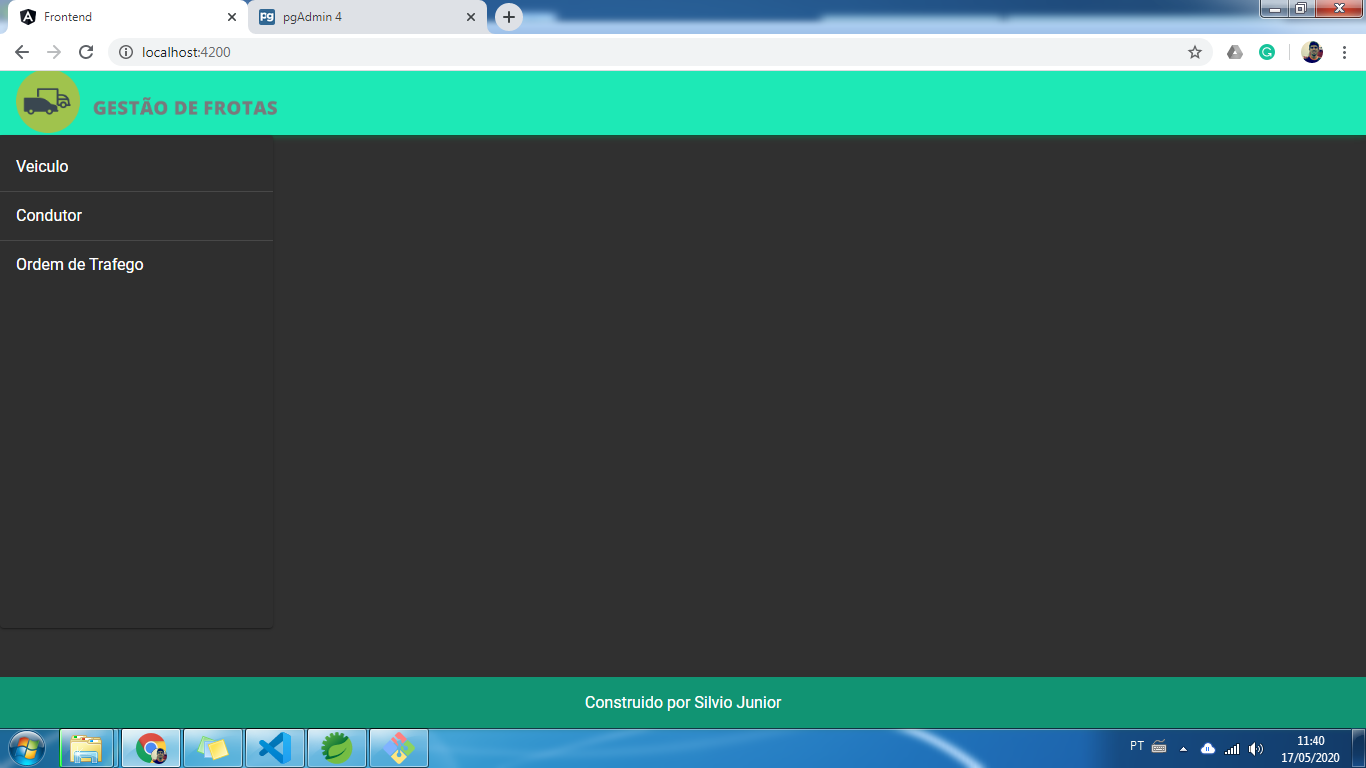 Frontend
pgAdmin 4
localhost:4200
GESTÃO DE FROTAS
Veiculo
Condutor
Ordem de Trafego
Construido por Silvio Junior
PT
11:40
17/05/2020